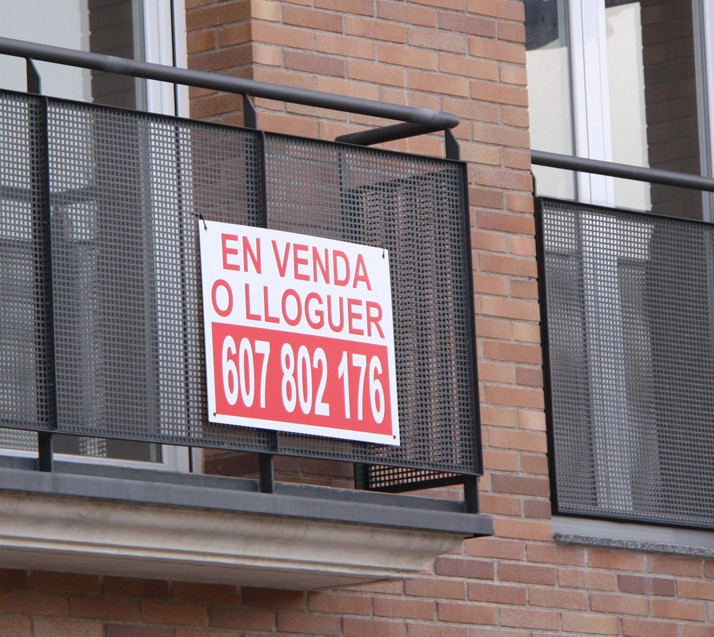 EN VENDA
O LLOGUER
607 802 176